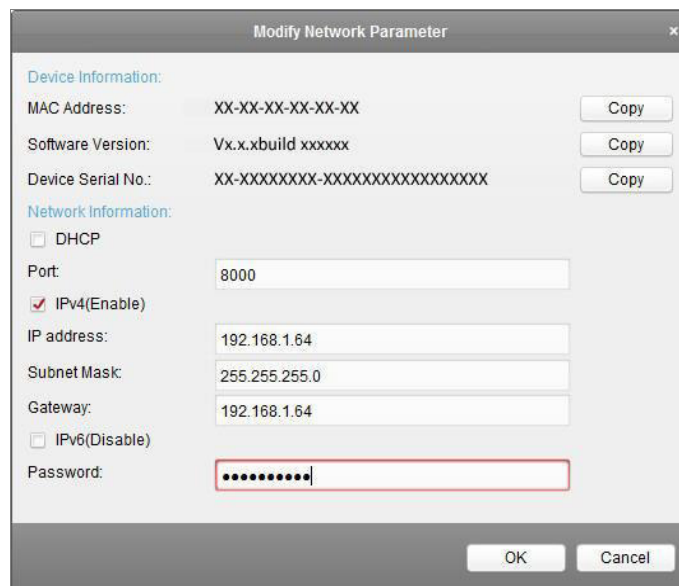 Modify Network Parameter ×
Device Information:
MAC Address: XX-XX-XX-XX-XX-XX Copy
Software Version: Vx.x.xbuild xxxxxx Copy
Device Serial No.: XX-XXXXXXXX-XXXXXXXXXXXXXXXXX Copy
Network Information:
DHCP
Port: 8000
IPv4(Enable)
IP address: 192.168.1.64
Subnet Mask: 255.255.255.0
Gateway: 192.168.1.64
IPv6(Disable)
Password: ●●●●●●●●●●
OK Cancel